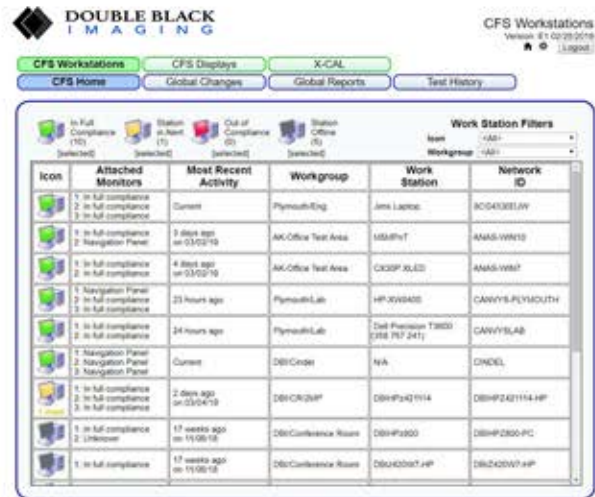 DOUBLE BLACK
IMAGING
CFS Workstations
Logout
CFS Workstations
CFS Displays
X-CAL
CFS Home
Global Changes
Global Reports
Test History
In Full Compliance (10) [selected]
Station in Alert (1) [selected]
Out of Compliance (0) [selected]
Station Offline (5) [selected]
Work Station Filters
Icon <All>
Workgroup <All>
Icon
Attached Monitors
Most Recent Activity
Workgroup
Work Station
Network ID
1: In full compliance
2: In full compliance
3: In full compliance
Current
Plymouth/Eng
Jims Laptop
1: In full compliance
2: Navigation Panel
3 days ago
on 03/02/19
AK-Office Test Area
ANAS-WIN10
1: In full compliance
2: In full compliance
4 days ago
on 03/02/19
AK-Office Test Area
ANAS-WIN7
1: Navigation Panel
2: In full compliance
3: In full compliance
23 hours ago
Plymouth/Lab
HP-XW8400
CANVYS-PLYMOUTH
1: In full compliance
2: In full compliance
24 hours ago
Plymouth/Lab
Dell Precision
CANVYSLAB
1: Navigation Panel
2: Navigation Panel
3: Navigation Panel
Current
DBI/Cinder
N/A
1: In full compliance
2: In full compliance
3: In full compliance
2 days ago
on 03/04/19
1: In full compliance
2: Unknown
17 weeks ago
on 11/06/18
DBI/Conference Room
1: In full compliance
17 weeks ago
on 11/06/18
DBI/Conference Room